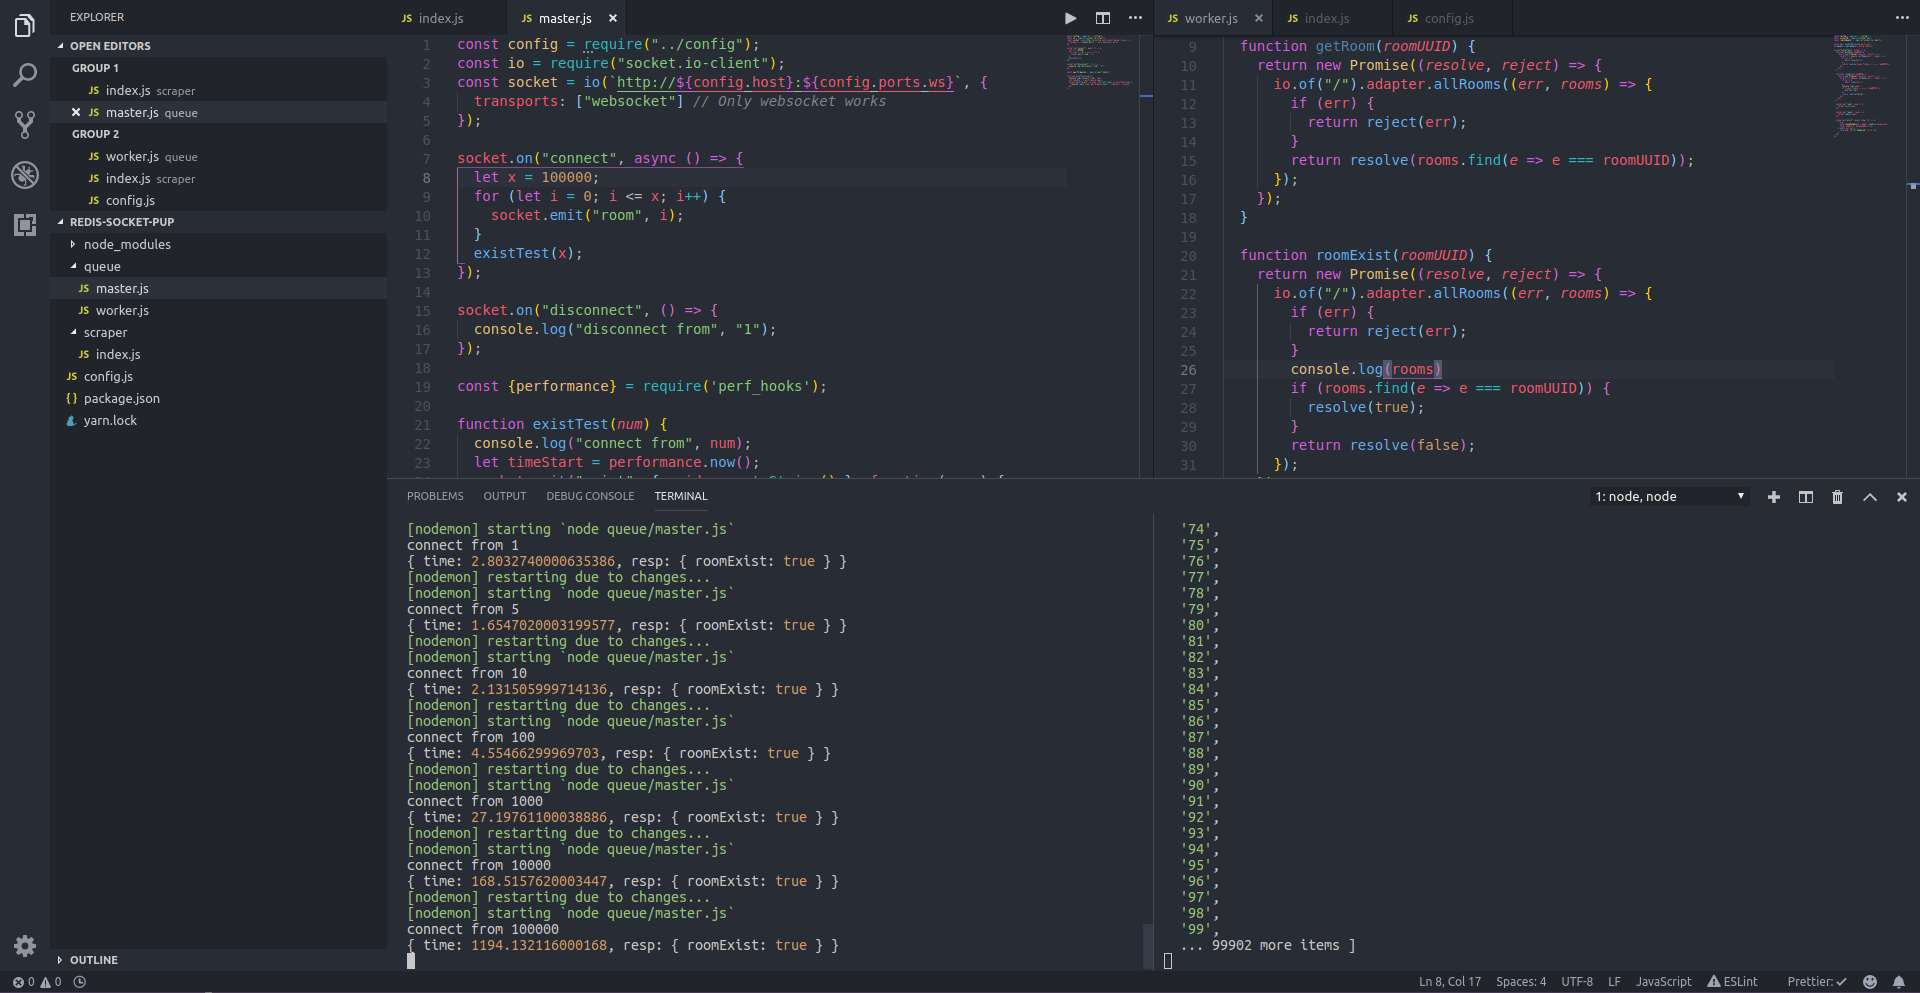 EXPLORER
OPEN EDITORS
GROUP 1
JS index.js scraper
JS master.js queue
GROUP 2
JS worker.js queue
JS index.js scraper
JS config.js
REDIS-SOCKET-PUP
node_modules
queue
JS master.js
JS worker.js
scraper
JS index.js
JS config.js
{} package.json
yarn.lock
OUTLINE
JS index.js
JS master.js
1 const config = require("../config");
2 const io = require("socket.io-client");
3 const socket = io(`http://${config.host}:${config.ports.ws}`, {
4 transports: ["websocket"] // Only websocket works
5 });
6
7 socket.on("connect", async () => {
8 let x = 100000;
9 for (let i = 0; i <= x; i++) {
10 socket.emit("room", i);
11 }
12 existTest(x);
13 });
14
15 socket.on("disconnect", () => {
16 console.log("disconnect from", "1");
17 });
18
19 const {performance} = require('perf_hooks');
20
21 function existTest(num) {
22 console.log("connect from", num);
23 let timeStart = performance.now();
JS worker.js
JS index.js
JS config.js
9 function getRoom(roomUUID) {
10 return new Promise((resolve, reject) => {
11 io.of("/").adapter.allRooms((err, rooms) => {
12 if (err) {
13 return reject(err);
14 }
15 return resolve(rooms.find(e => e === roomUUID));
16 });
17 });
18 }
19
20 function roomExist(roomUUID) {
21 return new Promise((resolve, reject) => {
22 io.of("/").adapter.allRooms((err, rooms) => {
23 if (err) {
24 return reject(err);
25 }
26 console.log(rooms)
27 if (rooms.find(e => e === roomUUID)) {
28 resolve(true);
29 }
30 return resolve(false);
31 });
PROBLEMS OUTPUT DEBUG CONSOLE TERMINAL
1: node, node
[nodemon] starting `node queue/master.js`
connect from 1
{ time: 2.8032740000635386, resp: { roomExist: true } }
[nodemon] restarting due to changes...
[nodemon] starting `node queue/master.js`
connect from 5
{ time: 1.6547020003199577, resp: { roomExist: true } }
[nodemon] restarting due to changes...
[nodemon] starting `node queue/master.js`
connect from 10
{ time: 2.131505999714136, resp: { roomExist: true } }
[nodemon] restarting due to changes...
[nodemon] starting `node queue/master.js`
connect from 100
{ time: 4.55466299969703, resp: { roomExist: true } }
[nodemon] restarting due to changes...
[nodemon] starting `node queue/master.js`
connect from 1000
{ time: 27.19761100038886, resp: { roomExist: true } }
[nodemon] restarting due to changes...
[nodemon] starting `node queue/master.js`
connect from 10000
{ time: 168.5157620003447, resp: { roomExist: true } }
[nodemon] restarting due to changes...
[nodemon] starting `node queue/master.js`
connect from 100000
{ time: 1194.132116000168, resp: { roomExist: true } }
'74',
'75',
'76',
'77',
'78',
'79',
'80',
'81',
'82',
'83',
'84',
'85',
'86',
'87',
'88',
'89',
'90',
'91',
'92',
'93',
'94',
'95',
'96',
'97',
'98',
'99',
... 99902 more items ]
0 0
Ln 8, Col 17 Spaces: 4 UTF-8 LF JavaScript ESLint Prettier: ✓